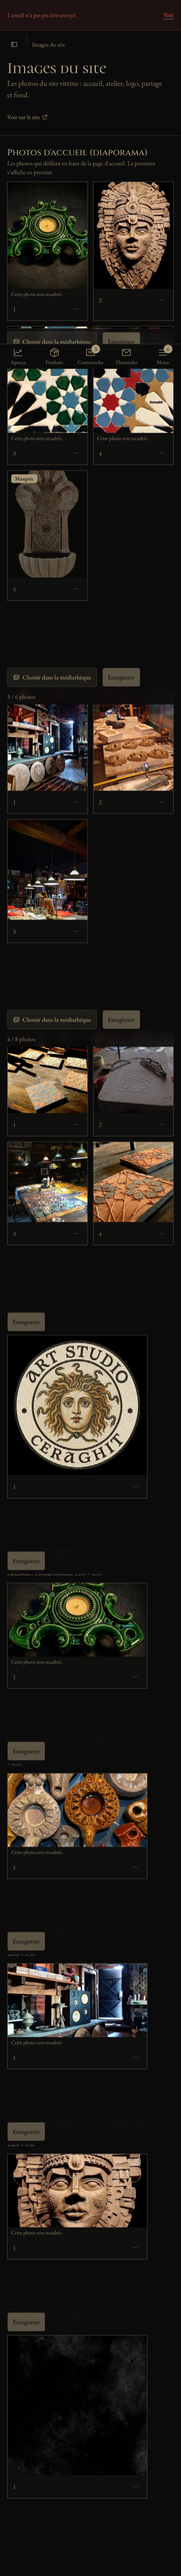 1 email n'a pas pu être envoyé.
Voir
Images du site
Images du site
Les photos du site vitrine : accueil, atelier, logo, partage
et fond.
Voir sur le site
Photos d'accueil (diaporama)
Les photos qui défilent en haut de la page d'accueil. La première
s'affiche en premier.
Cette photo sera recadrée.
1
2
Choisir dans la médiathèque
Enregistrer
Aperçu
Produits
Commandes
Demandes
Menu
Cette photo sera recadrée.
3
Cette photo sera recadrée.
4
Masquée
5
Choisir dans la médiathèque
Enregistrer
3 / 6 photos
1
2
3
Choisir dans la médiathèque
Enregistrer
4 / 8 photos
1
2
3
4
Enregistrer
ART STUDIO
CERAGHIT
1
Enregistrer
Cette photo sera recadrée.
1
Enregistrer
Cette photo sera recadrée.
1
Enregistrer
Cette photo sera recadrée.
1
Enregistrer
Cette photo sera recadrée.
1
Enregistrer
1